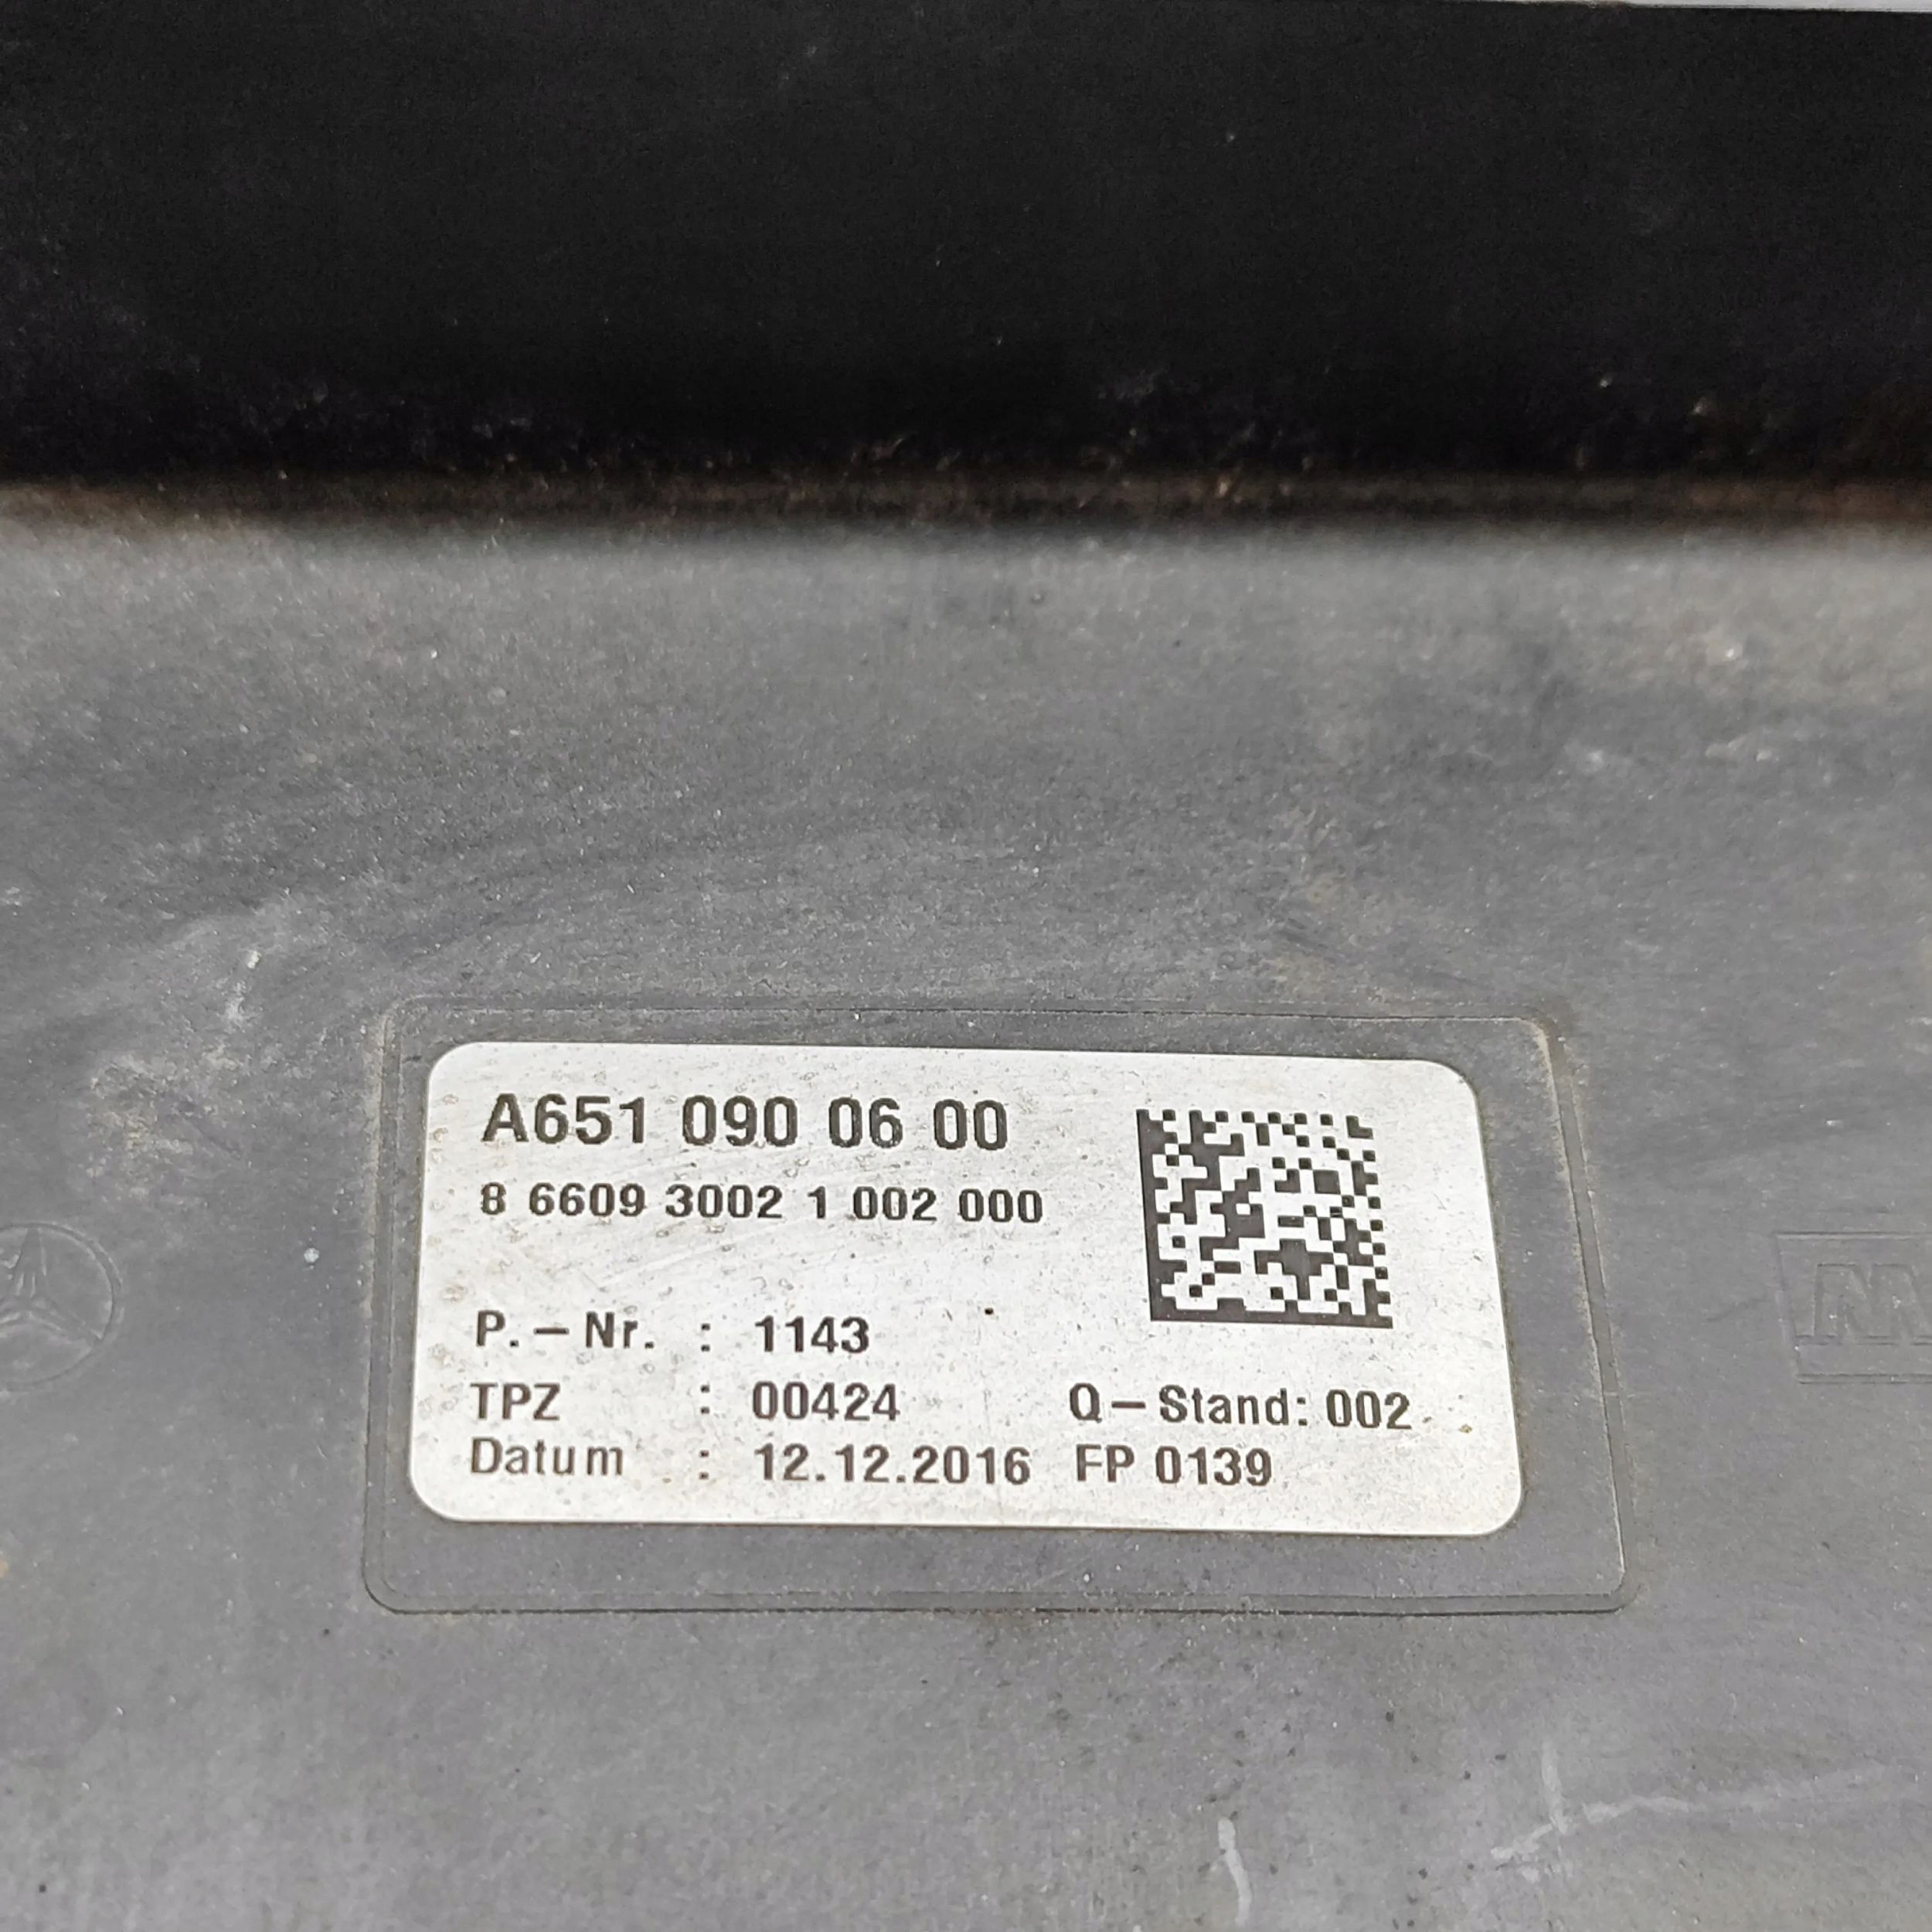 A651 090 06 00
8 6609 3002 1 002 000
P.-Nr. : 1143
TPZ : 00424 Q-Stand: 002
Datum : 12.12.2016 FP 0139